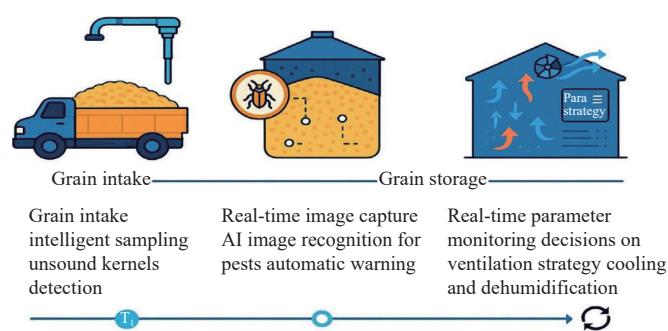 Para
strategy
Grain intake
Grain storage
Grain intake
intelligent sampling
unsound kernels
detection
Real-time image capture
AI image recognition for
pests automatic warning
Real-time parameter
monitoring decisions on
ventilation strategy cooling
and dehumidification
T₁